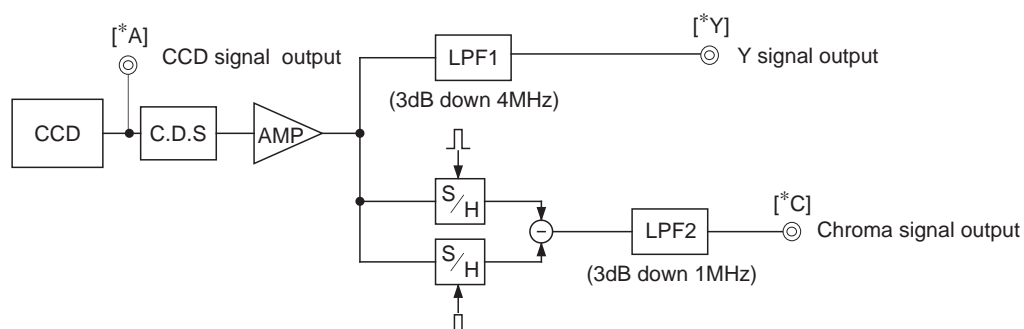 [*A]
CCD signal output
[*Y]
Y signal output
LPF1
(3dB down 4MHz)
CCD
C.D.S
AMP
S/H
[*C]
Chroma signal output
−
LPF2
(3dB down 1MHz)
S/H